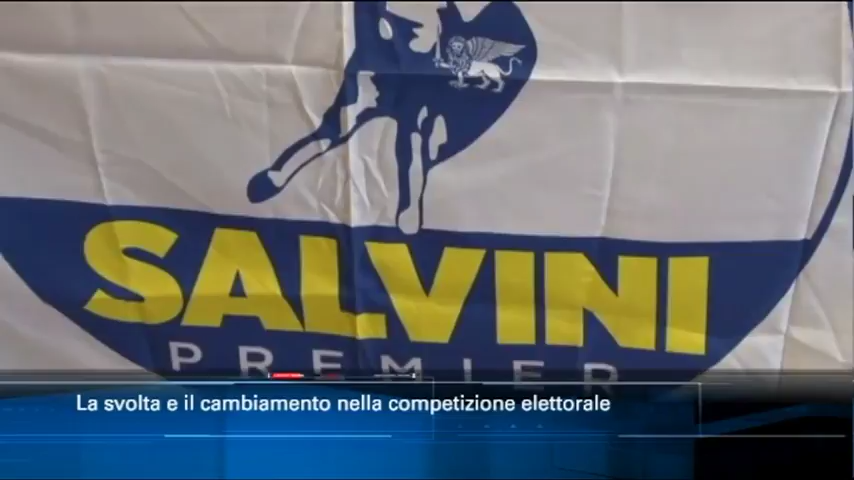 SALVINI
PREMIER
La svolta e il cambiamento nella competizione elettorale